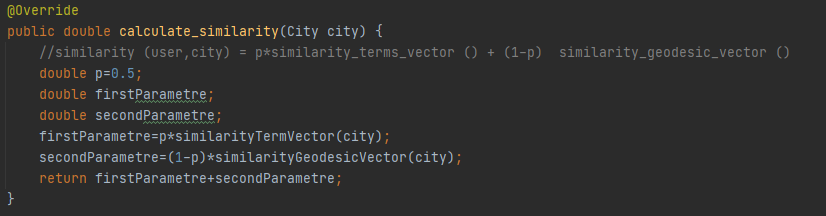 @Override
public double calculate_similarity(City city) {
//similarity (user,city) = p*similarity_terms_vector () + (1-p)  similarity_geodesic_vector ()
double p=0.5;
double firstParametre;
double secondParametre;
firstParametre=p*similarityTermVector(city);
secondParametre=(1-p)*similarityGeodesicVector(city);
return firstParametre+secondParametre;
}